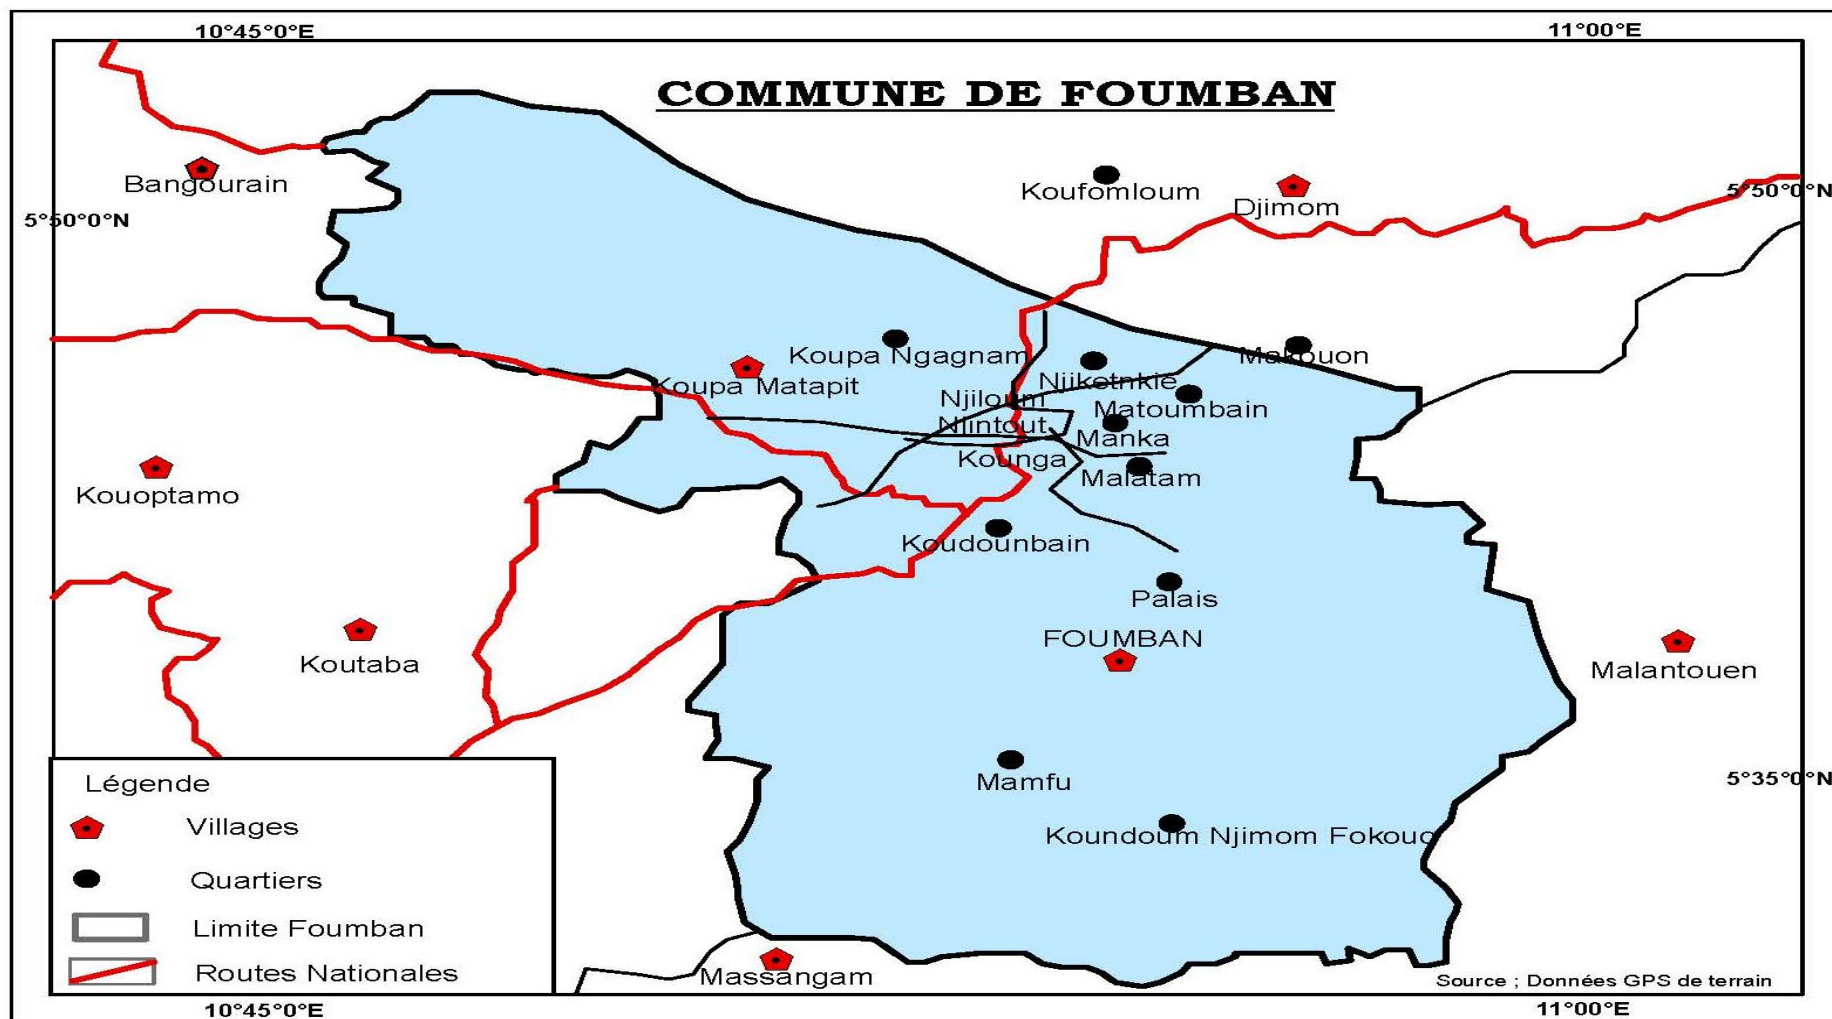 10°45°0°E
11°00°E
COMMUNE DE FOUMBAN
Bangourain
Koufomloum
Djimom
5°50°0°N
5°50°0°N
Koupa Ngagnam
Makouon
Koupa Matapit
Njiketnkie
Njiloum
Matoumbain
Nlintout
Manka
Kounga
Malatam
Kouoptamo
Koudounbain
Palais
FOUMBAN
Koutaba
Malantouen
Mamfu
5°35°0°N
Koundoum Njimom Fokouo
Légende
Villages
Quartiers
Limite Foumban
Routes Nationales
Massangam
Source ; Données GPS de terrain
10°45°0°E
11°00°E